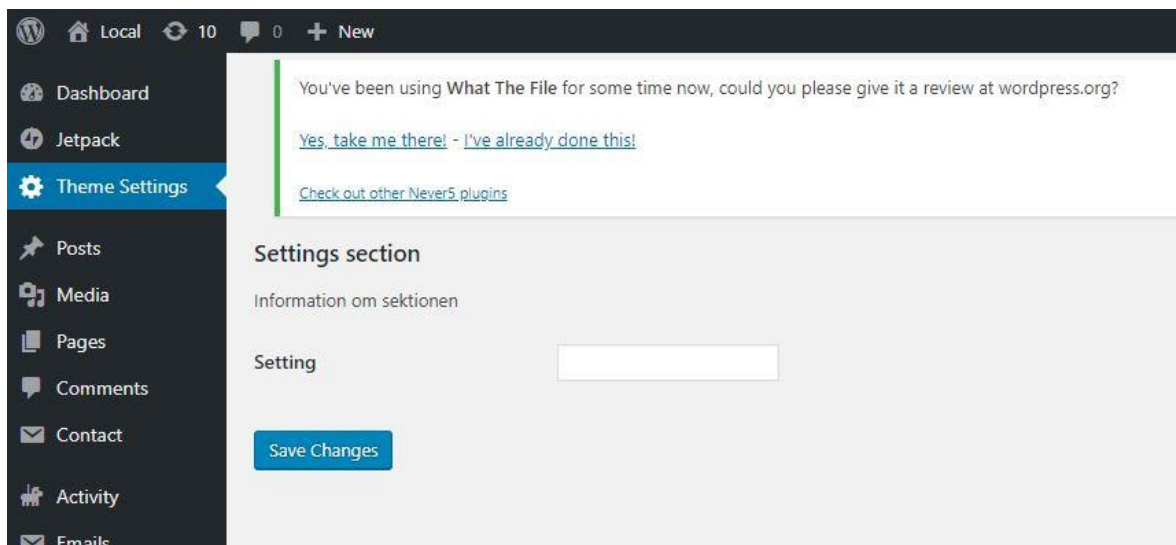 Local 10 0 New
Dashboard
Jetpack
Theme Settings
Posts
Media
Pages
Comments
Contact
Activity
Emails
You've been using What The File for some time now, could you please give it a review at wordpress.org?
Yes, take me there! - I've already done this!
Check out other Never5 plugins
Settings section
Information om sektionen
Setting
Save Changes